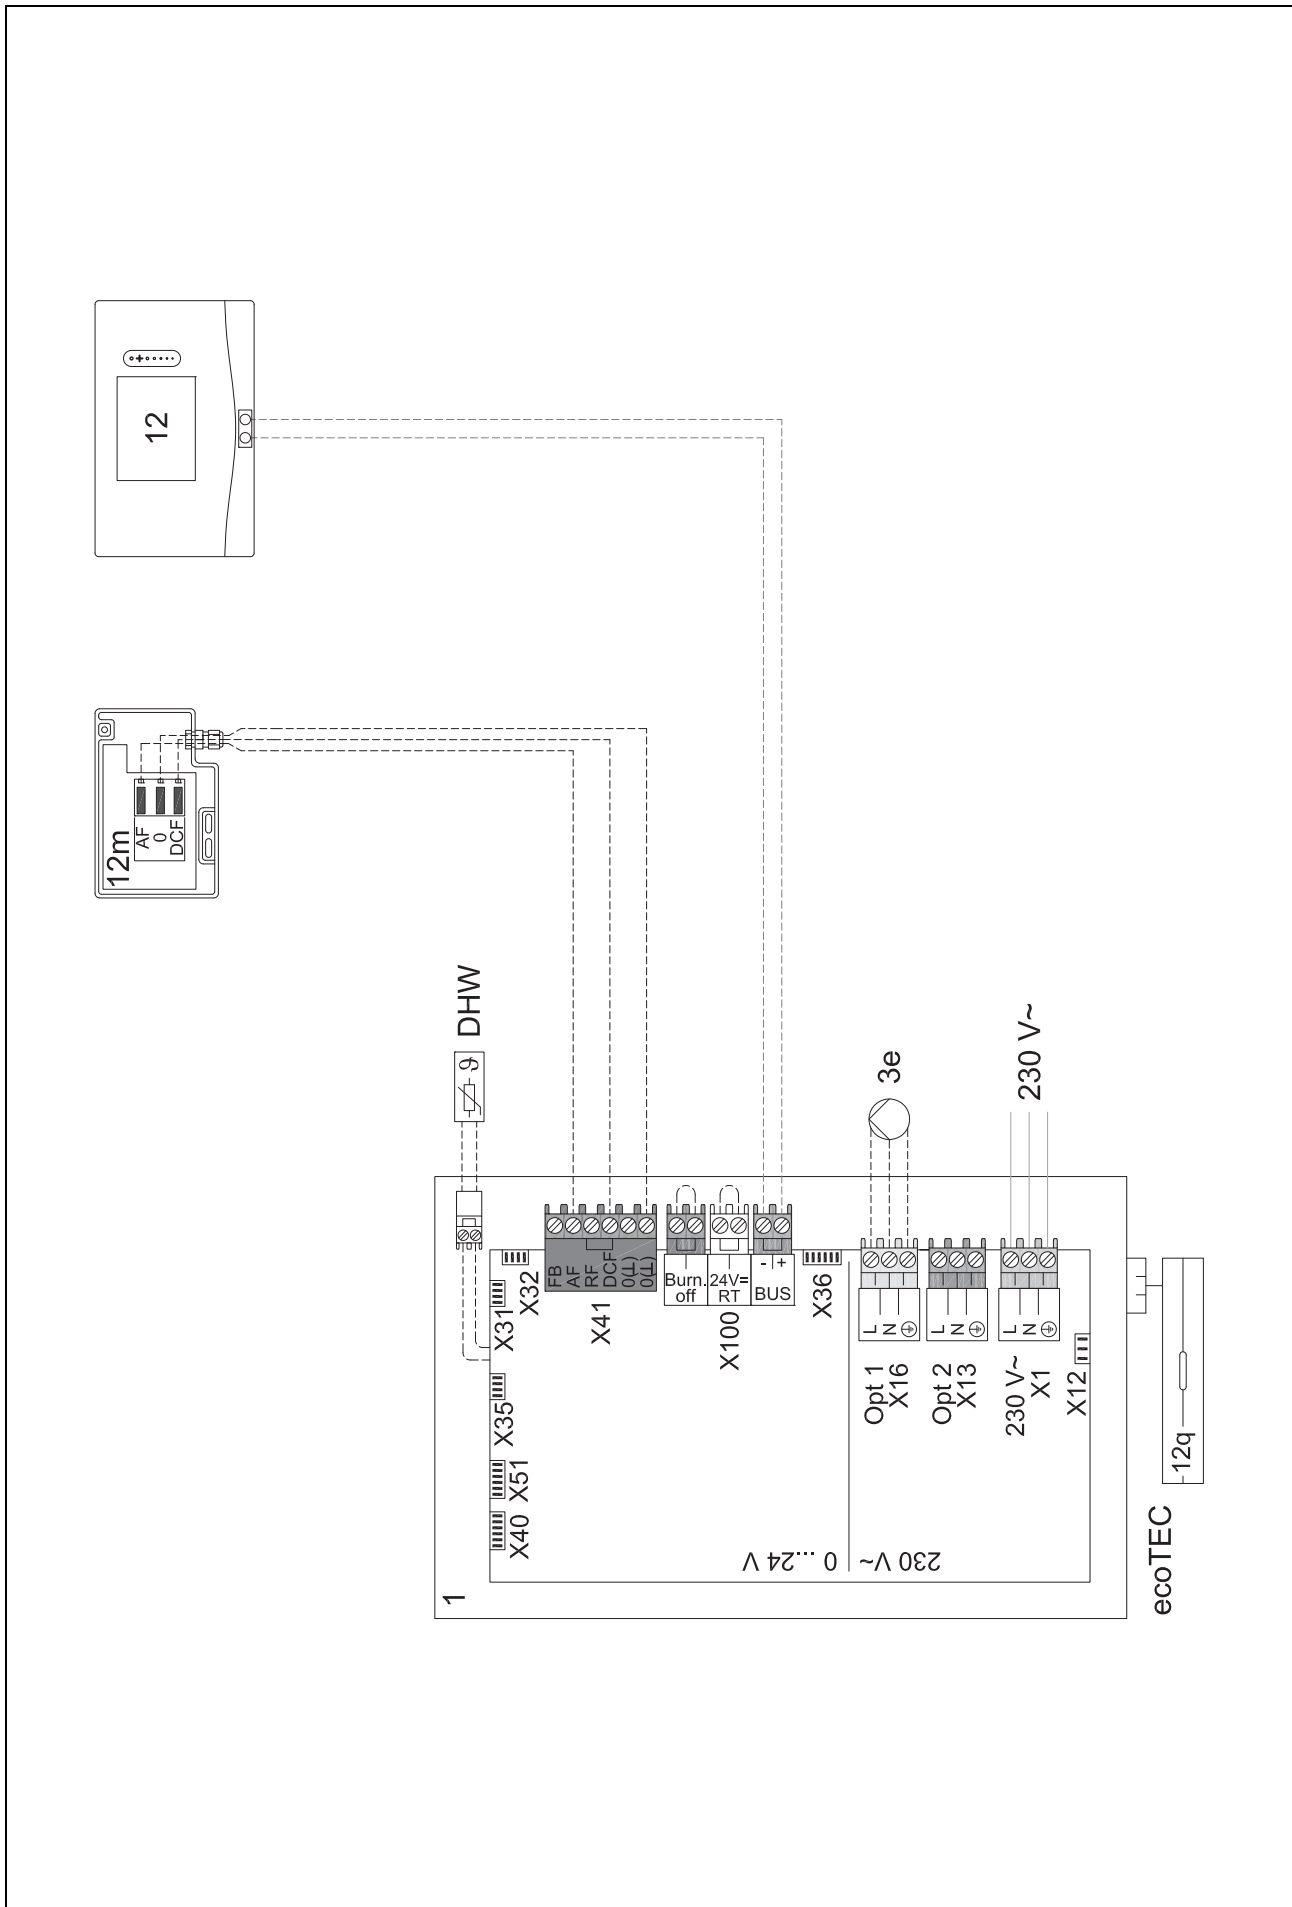 12
12m
AF
0
DCF
DHW
ϑ
3e
230 V~
1
X40
X51
X35
X31
X32
FB
AF
RF
DCF
0(⊥)
0(⊥)
X41
Burn.
off
24V=
RT
X100
- +
BUS
X36
L
N
Opt 1
X16
L
N
Opt 2
X13
L
N
230 V~
X1
X12
0 ...24 V
230 V~
ecoTEC
12q